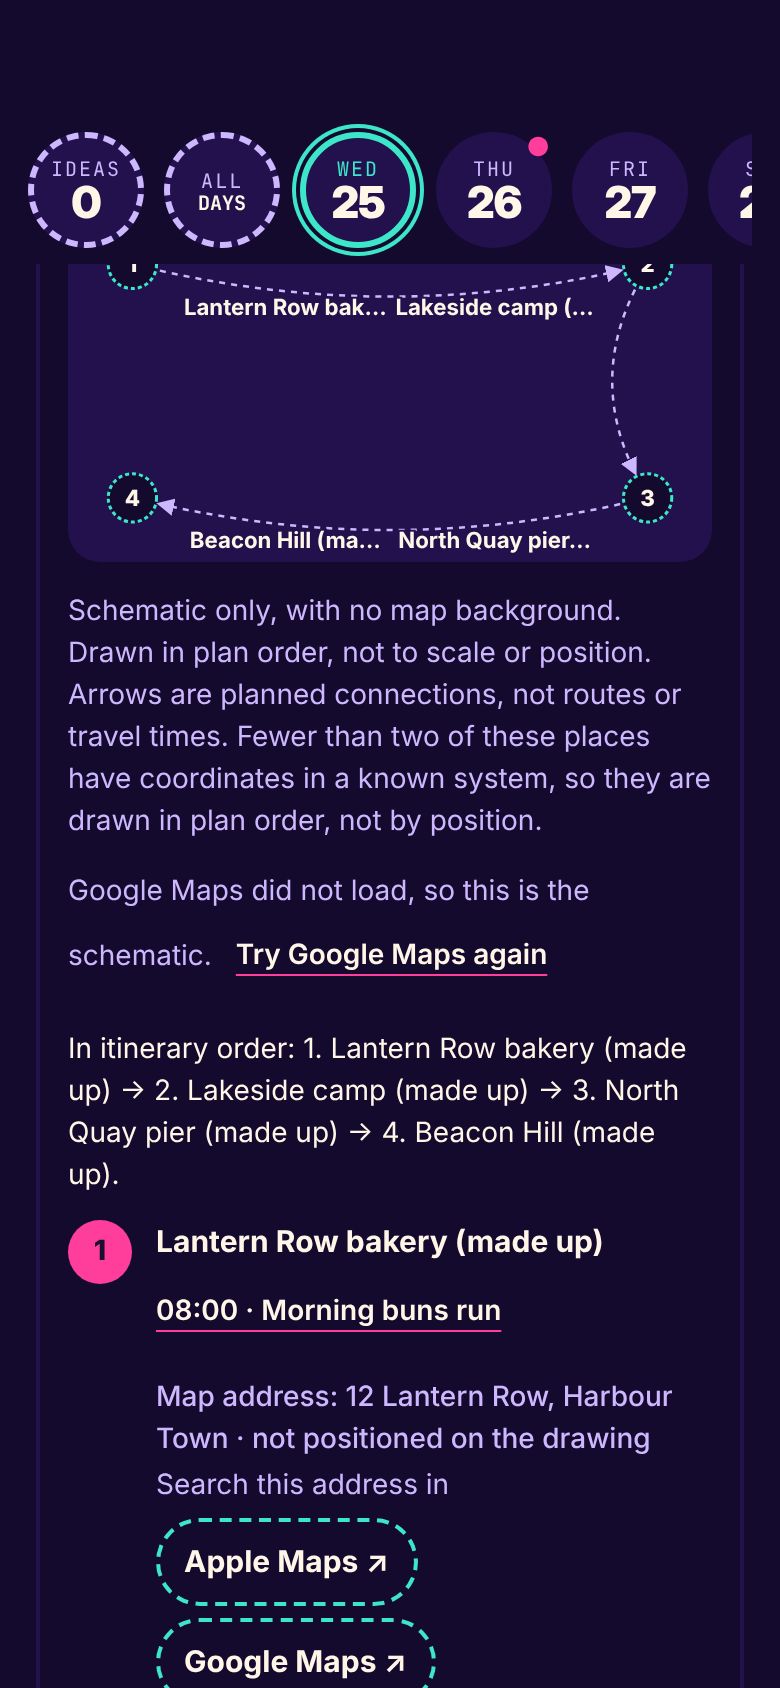 IDEAS
0
ALL
DAYS
WED
25
THU
26
FRI
27
1
2
Lantern Row bak... Lakeside camp (...
4
3
Beacon Hill (ma... North Quay pier...
Schematic only, with no map background.
Drawn in plan order, not to scale or position.
Arrows are planned connections, not routes or
travel times. Fewer than two of these places
have coordinates in a known system, so they are
drawn in plan order, not by position.
Google Maps did not load, so this is the
schematic. Try Google Maps again
In itinerary order: 1. Lantern Row bakery (made
up) → 2. Lakeside camp (made up) → 3. North
Quay pier (made up) → 4. Beacon Hill (made
up).
1
Lantern Row bakery (made up)
08:00 · Morning buns run
Map address: 12 Lantern Row, Harbour
Town · not positioned on the drawing
Search this address in
Apple Maps ↗
Google Maps ↗